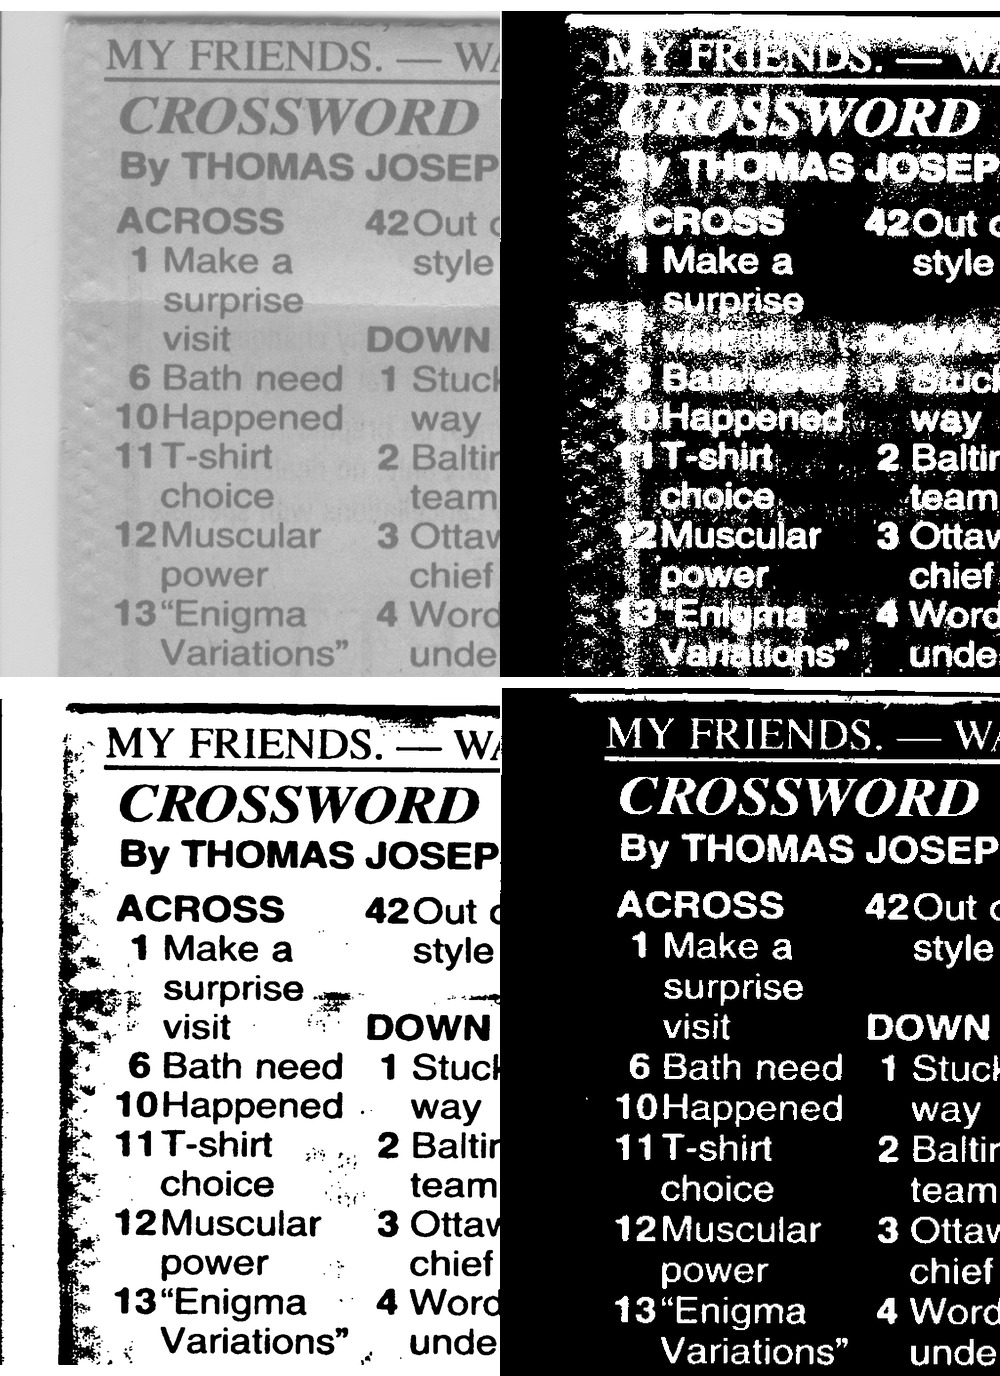 MY FRIENDS. — WA
CROSSWORD
By THOMAS JOSEP
ACROSS
1 Make a
surprise
visit
6 Bath need
10 Happened
11 T-shirt
choice
12 Muscular
power
13 “Enigma
Variations”
42 Out o
style
DOWN
1 Stuck
way
2 Balti
team
3 Ottaw
chief
4 Word
unde
MY FRIENDS. — WA
CROSSWORD
By THOMAS JOSEP
ACROSS
1 Make a
surprise
visit
6 Bath need
10 Happened
11 T-shirt
choice
12 Muscular
power
13 “Enigma
Variations”
42 Out o
style
DOWN
1 Stuck
way
2 Balti
team
3 Ottaw
chief
4 Word
unde
MY FRIENDS. — WA
CROSSWORD
By THOMAS JOSEP
ACROSS
1 Make a
surprise
visit
6 Bath need
10 Happened
11 T-shirt
choice
12 Muscular
power
13 “Enigma
Variations”
42 Out o
style
DOWN
1 Stuck
way
2 Balti
team
3 Ottaw
chief
4 Word
unde
MY FRIENDS. — WA
CROSSWORD
By THOMAS JOSEP
ACROSS
1 Make a
surprise
visit
6 Bath need
10 Happened
11 T-shirt
choice
12 Muscular
power
13 “Enigma
Variations”
42 Out o
style
DOWN
1 Stuck
way
2 Balti
team
3 Ottaw
chief
4 Word
unde